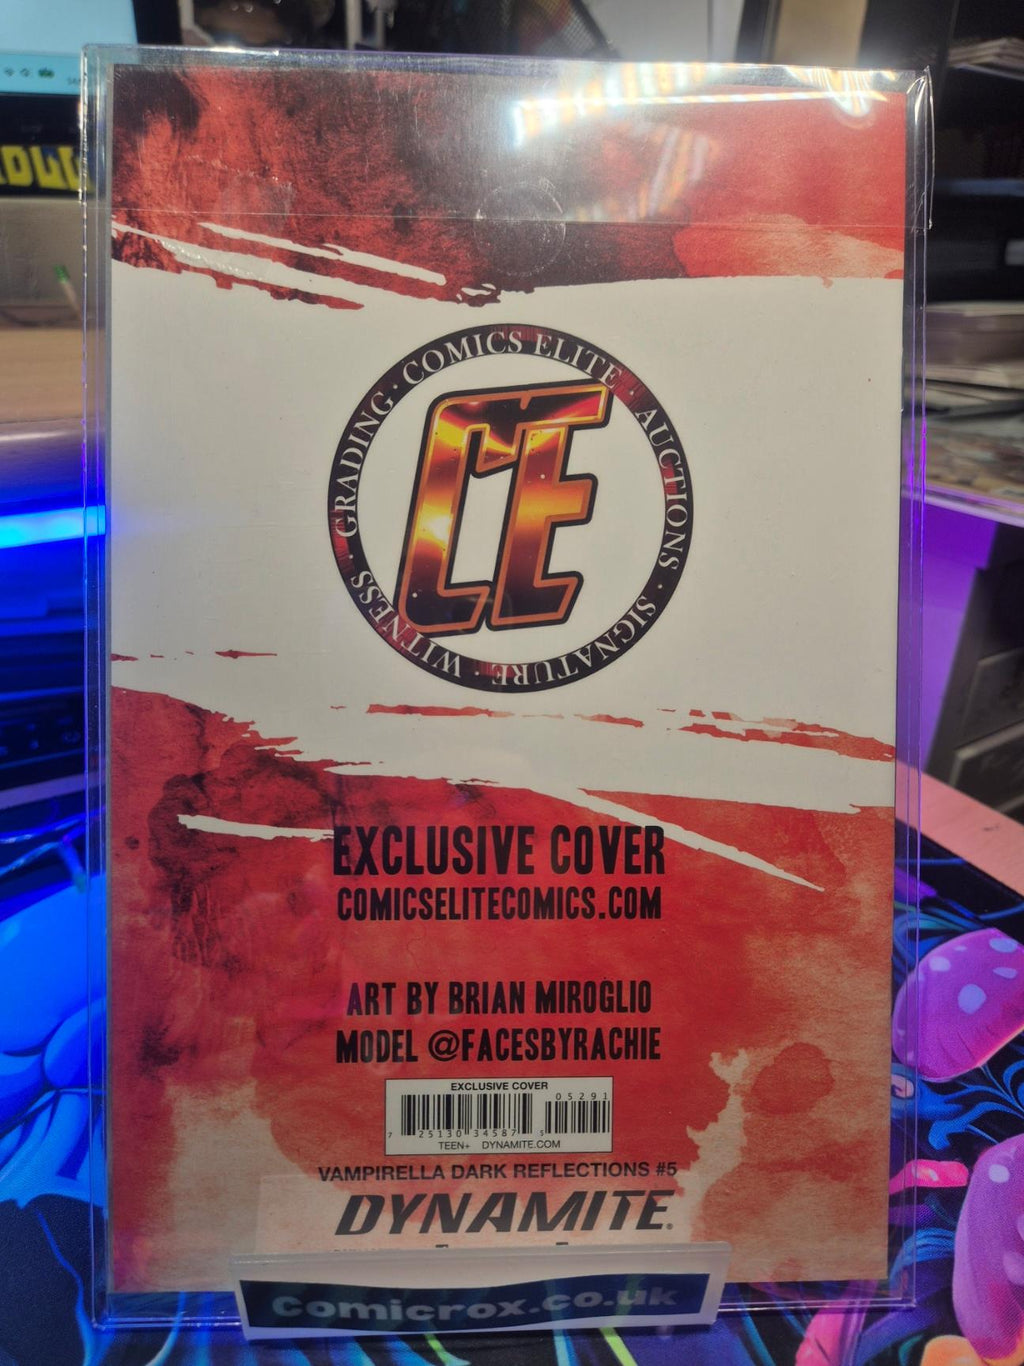 COMICS ELITE · AUCTIONS · SIGNATURE · WITNESS · GRADING ·
CE
EXCLUSIVE COVER
COMICSELITECOMICS.COM
ART BY BRIAN MIROGLIO
MODEL @FACESBYRACHIE
EXCLUSIVE COVER
05291
7 25130 34587 5
TEEN+ DYNAMITE.COM
VAMPIRELLA DARK REFLECTIONS #5
DYNAMITE®
Comicrox.co.uk